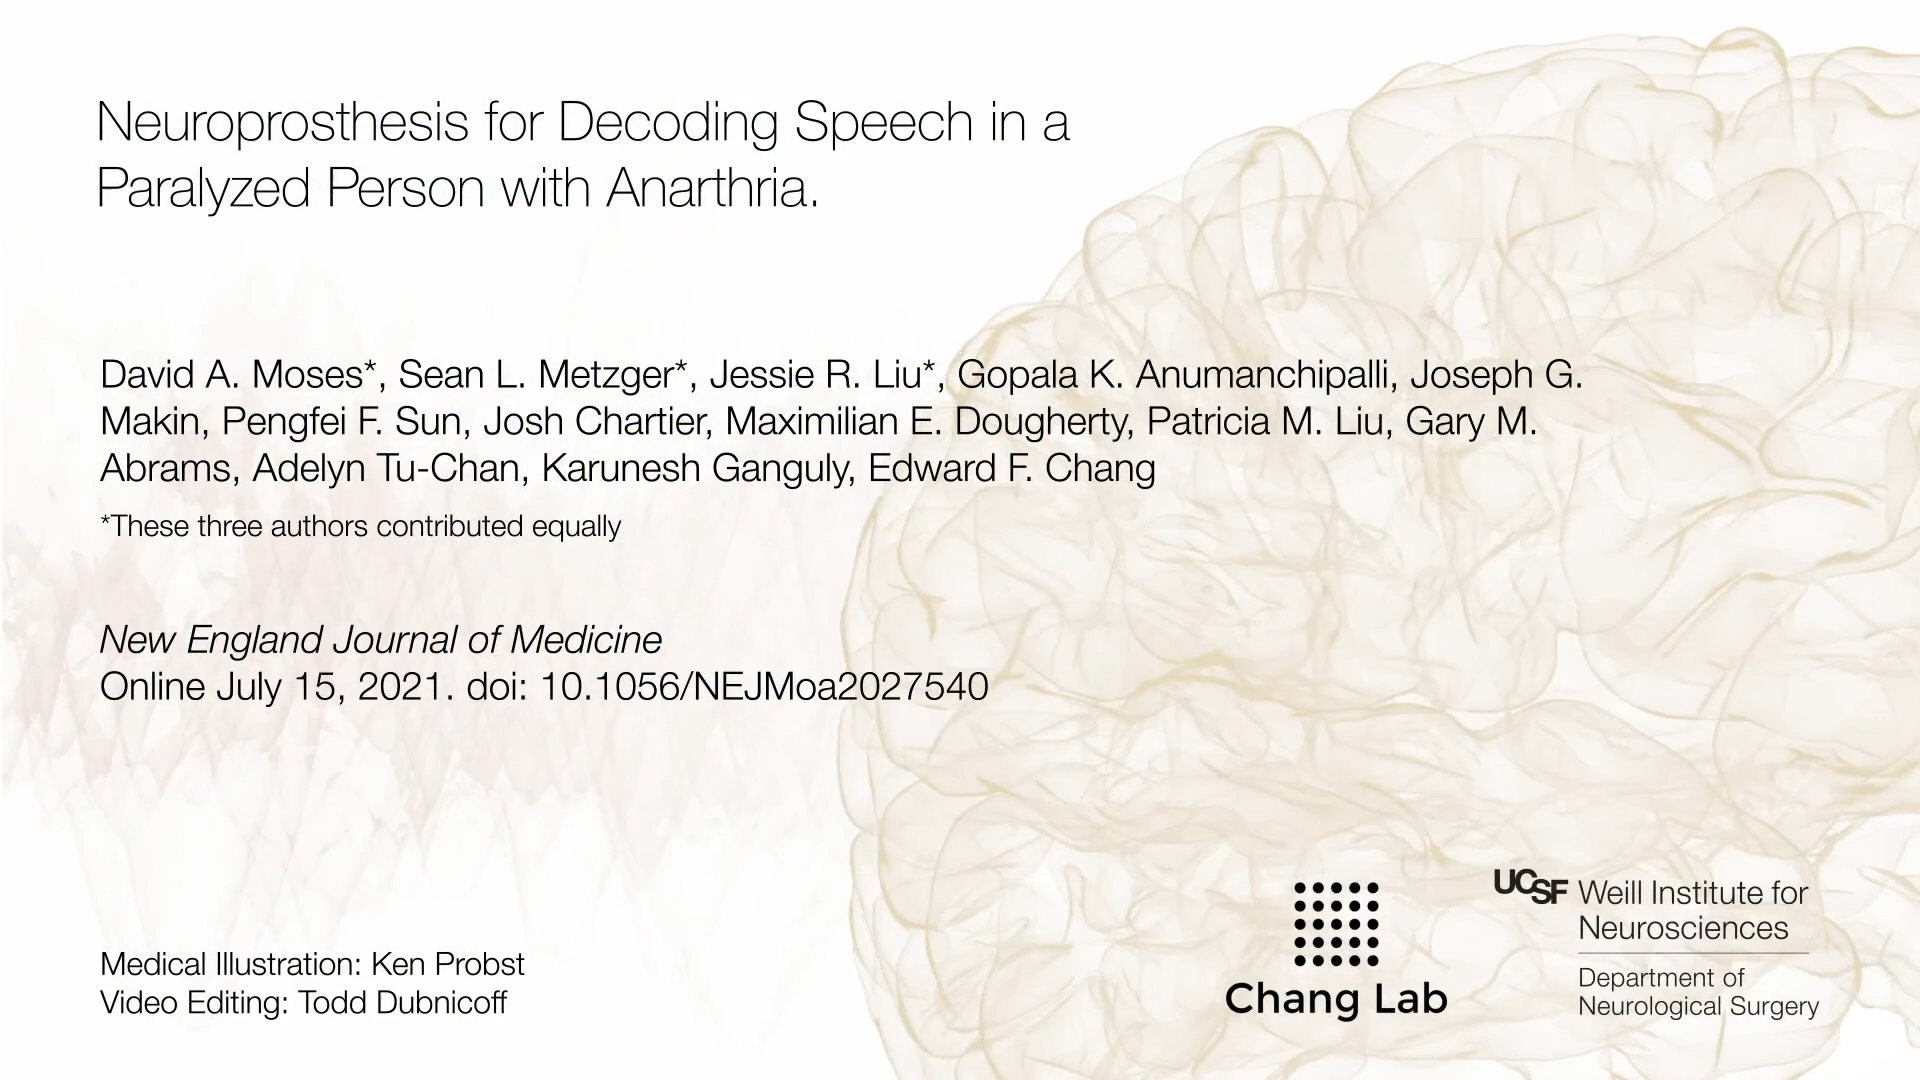 Neuroprosthesis for Decoding Speech in a
Paralyzed Person with Anarthria.
David A. Moses*, Sean L. Metzger*, Jessie R. Liu*, Gopala K. Anumanchipalli, Joseph G.
Makin, Pengfei F. Sun, Josh Chartier, Maximilian E. Dougherty, Patricia M. Liu, Gary M.
Abrams, Adelyn Tu-Chan, Karunesh Ganguly, Edward F. Chang
*These three authors contributed equally
New England Journal of Medicine
Online July 15, 2021. doi: 10.1056/NEJMoa2027540
Medical Illustration: Ken Probst
Video Editing: Todd Dubnicoff
Chang Lab
UCSF Weill Institute for
Neurosciences
Department of
Neurological Surgery